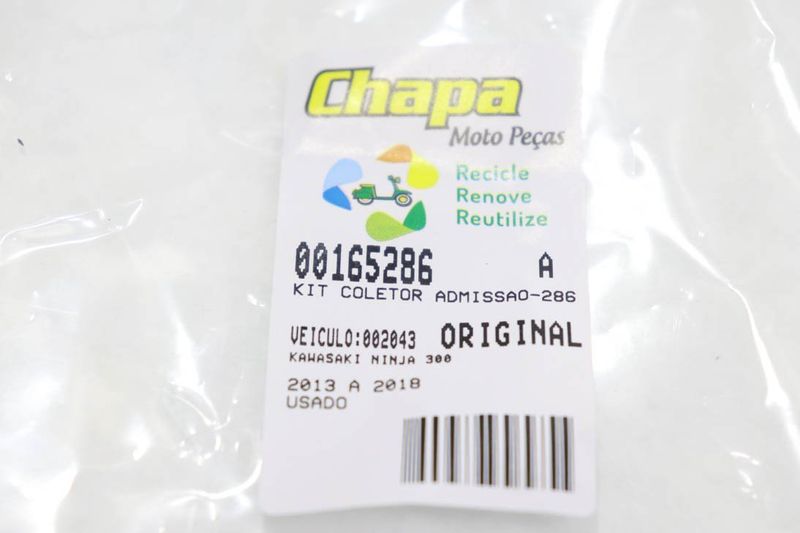 Chapa
Moto Peças
Recicle
Renove
Reutilize
00165286 A
KIT COLETOR ADMISSAO-286
VEICULO:002043 ORIGINAL
KAWASAKI NINJA 300
2013 A 2018
USADO